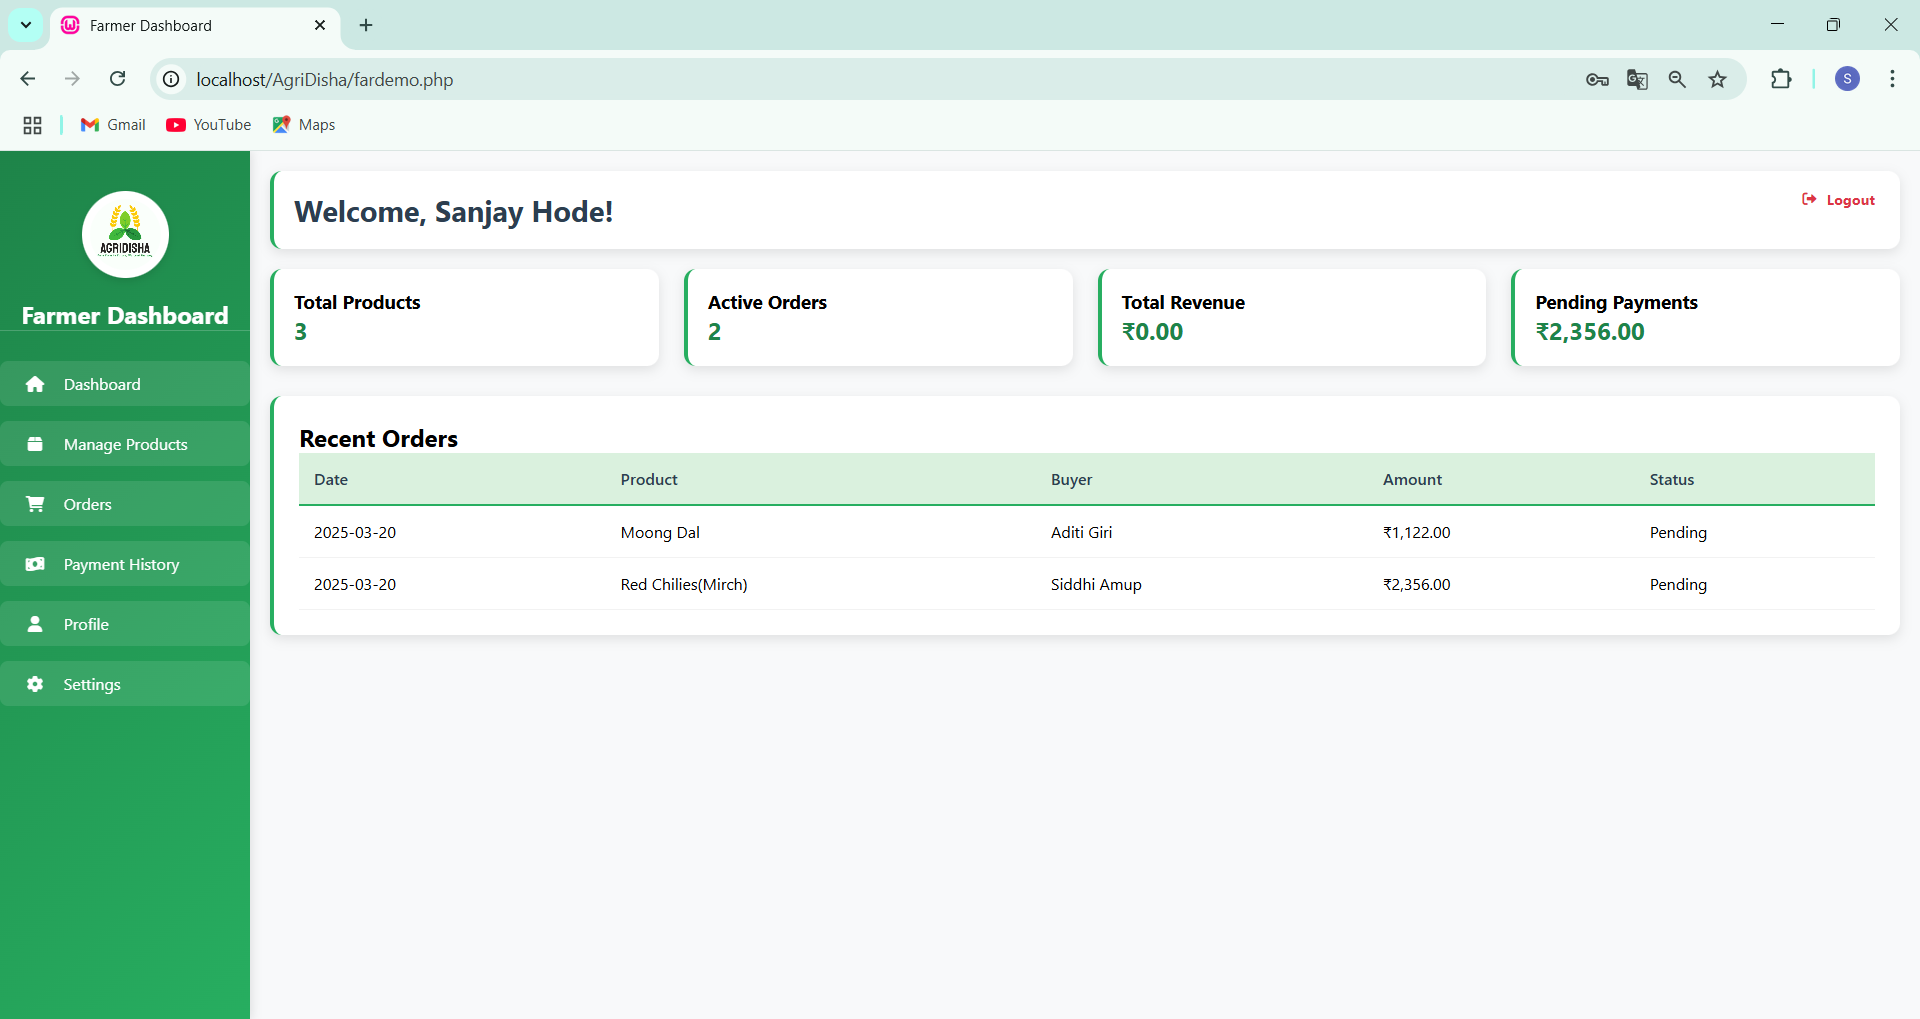 Farmer Dashboard
localhost/AgriDisha/fardemo.php
S
Gmail YouTube Maps
AGRIDISHA
Farmer Dashboard
Dashboard
Manage Products
Orders
Payment History
Profile
Settings
Welcome, Sanjay Hode!
Logout
Total Products
3
Active Orders
2
Total Revenue
₹0.00
Pending Payments
₹2,356.00
Recent Orders
Date Product Buyer Amount Status
2025-03-20 Moong Dal Aditi Giri ₹1,122.00 Pending
2025-03-20 Red Chilies(Mirch) Siddhi Amup ₹2,356.00 Pending